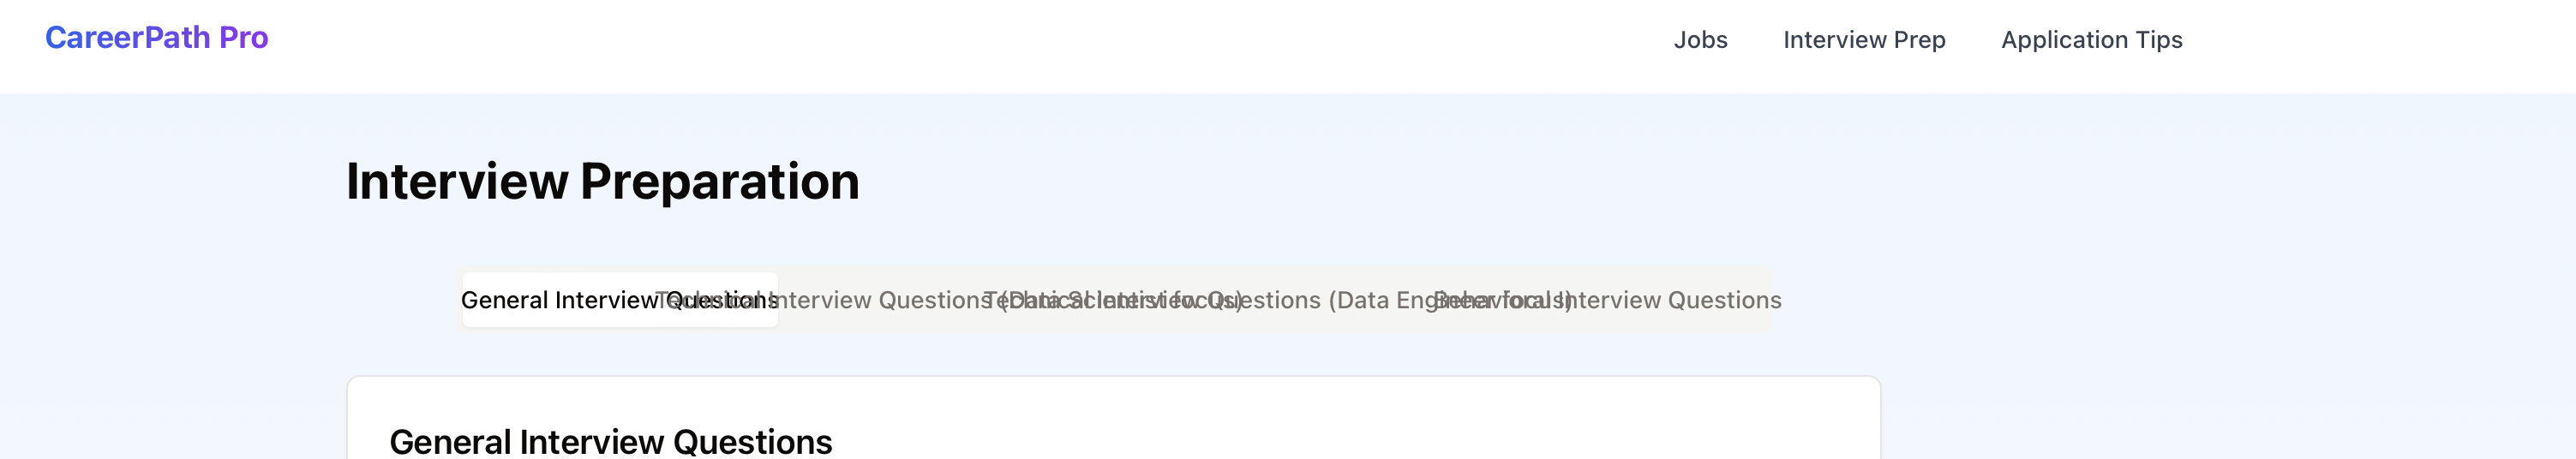 CareerPath Pro
Jobs
Interview Prep
Application Tips
Interview Preparation
General Interview Questions
Technical Interview Questions (Data Scientist focus)
Technical Interview Questions (Data Engineer focus)
Behavioral Interview Questions
General Interview Questions